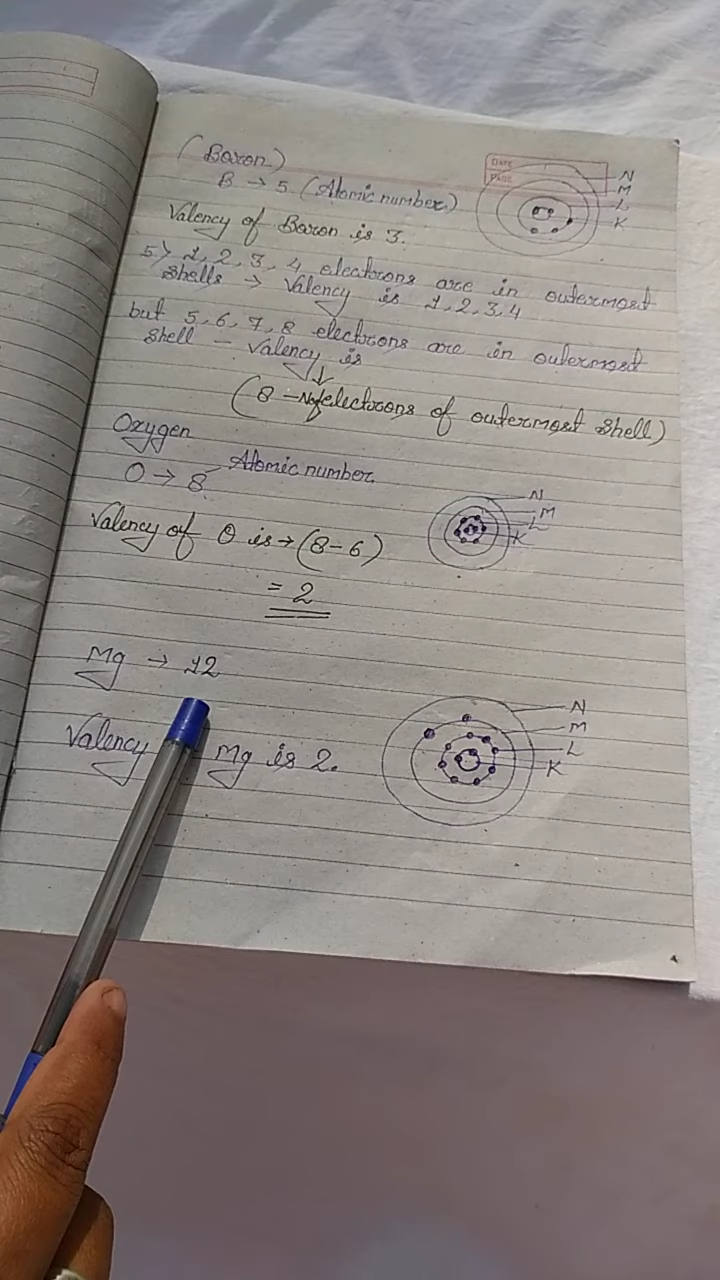 DATE
PAGE
(Boron)
B → 5. (Atomic number)
N
M
L
K
Valency of Boron is 3.
5> 1, 2, 3, 4 electrons are in outermost
shells → Valency is 1, 2, 3, 4
but 5, 6, 7, 8 electrons are in outermost
shell - Valency is
↓
(8 - No of electrons of outermost shell)
Oxygen
O → 8 Atomic number
N
M
L
K
Valency of O is → (8-6)
= 2
Mg → 12
N
M
L
K
Valency Mg is 2.